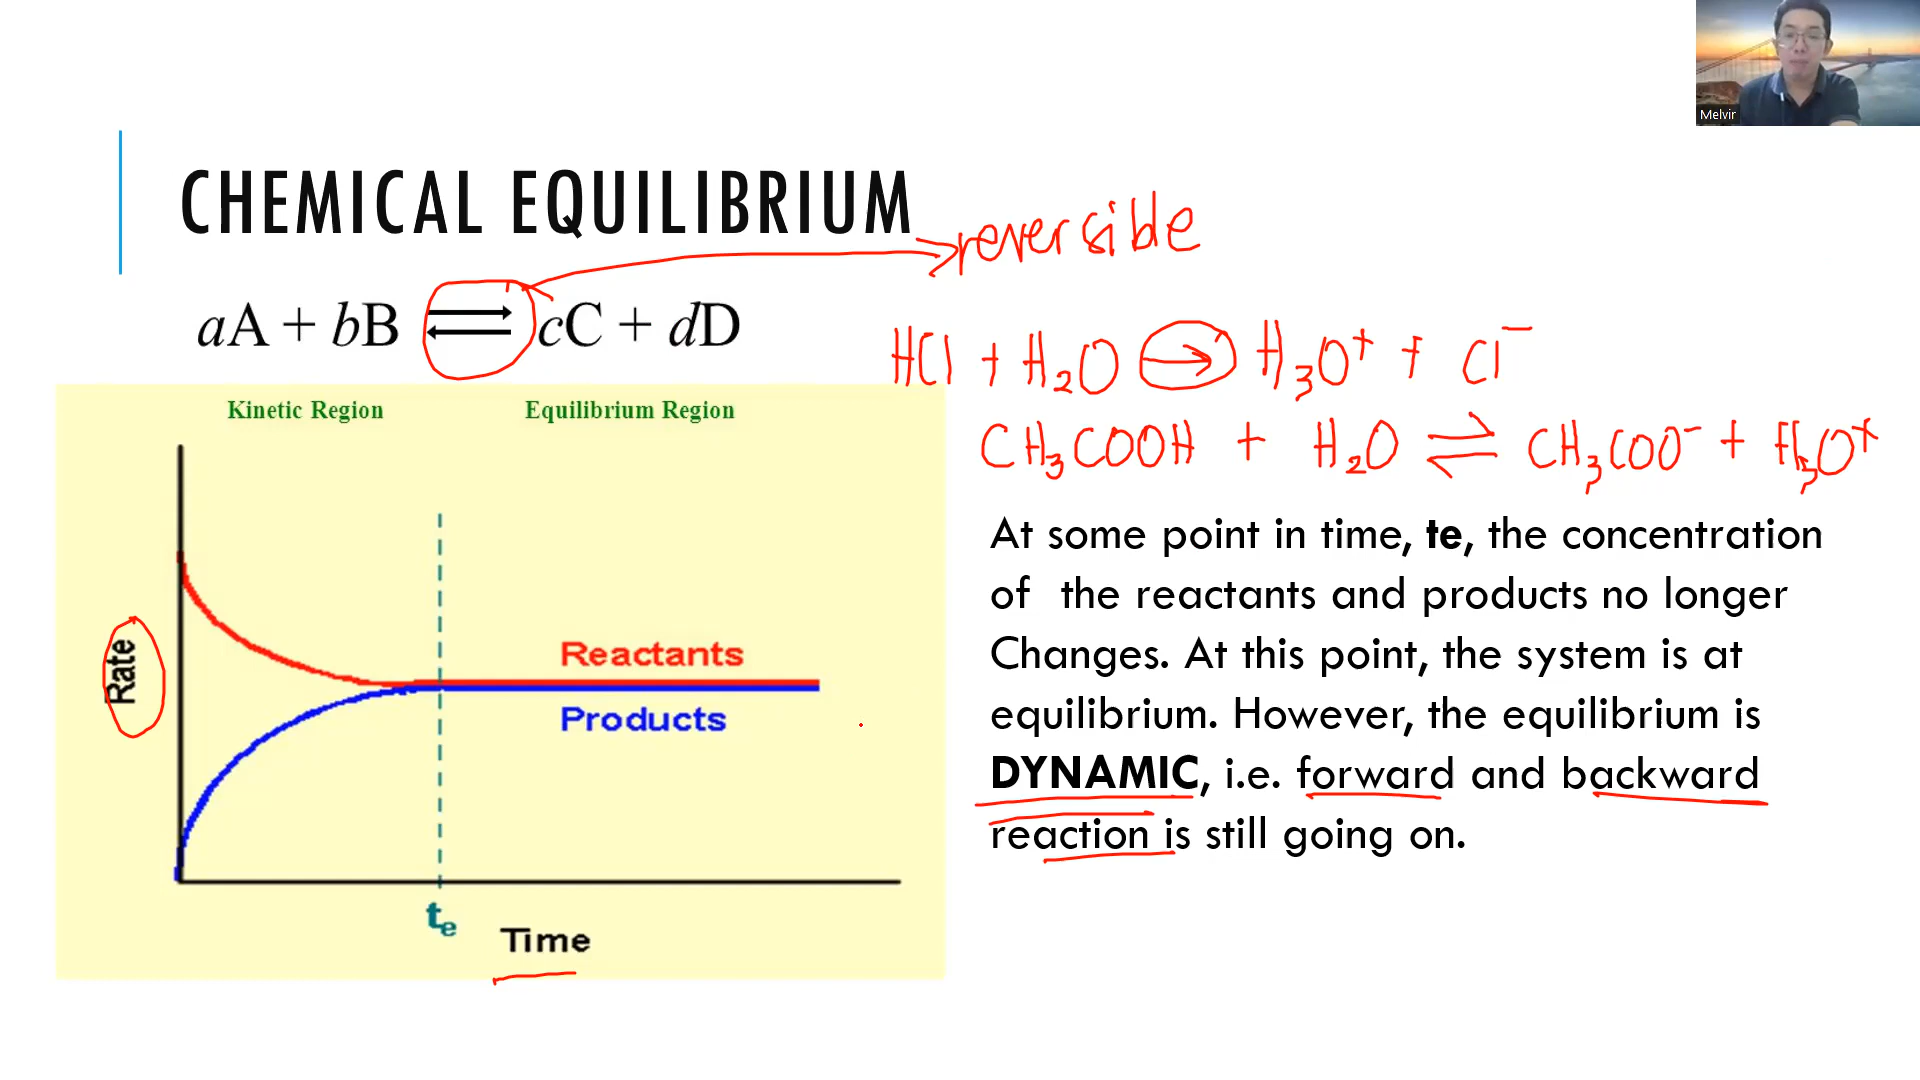 Melvir
CHEMICAL EQUILIBRIUM
reversible
aA + bB ⇌ cC + dD
HCl + H₂O → H₃O⁺ + Cl⁻
CH₃COOH + H₂O ⇌ CH₃COO⁻ + H₃O⁺
Kinetic Region Equilibrium Region
Rate
Reactants
Products
te
Time
At some point in time, te, the concentration
of the reactants and products no longer
Changes. At this point, the system is at
equilibrium. However, the equilibrium is
DYNAMIC, i.e. forward and backward
reaction is still going on.